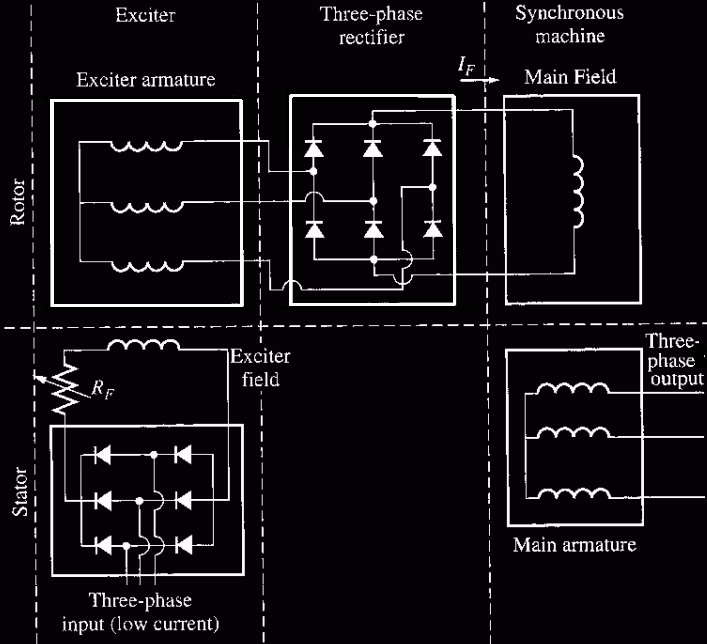 Exciter
Three-phase
rectifier
Synchronous
machine
Exciter armature
I_F
Main Field
Rotor
Exciter
field
R_F
Three-
phase
output
Stator
Main armature
Three-phase
input (low current)